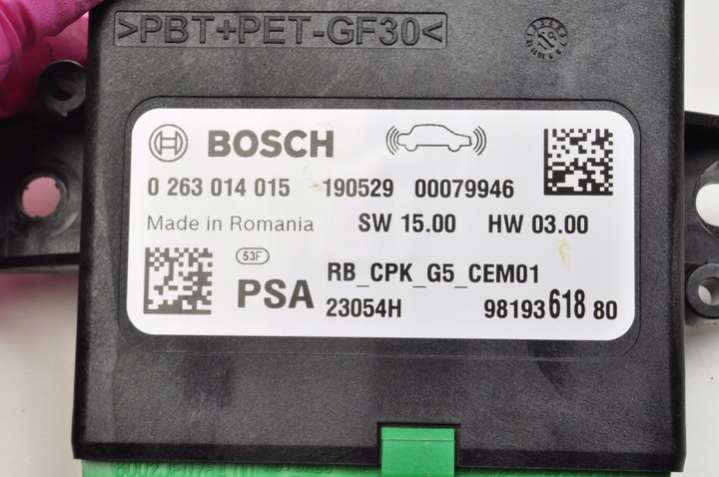 >PBT+PET-GF30<
BOSCH
0 263 014 015 190529 00079946
Made in Romania SW 15.00 HW 03.00
53F
PSA
RB_CPK_G5_CEM01
23054H 98193 618 80